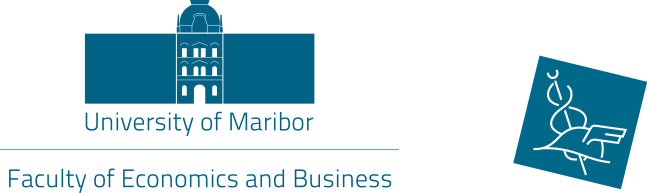 University of Maribor
Faculty of Economics and Business